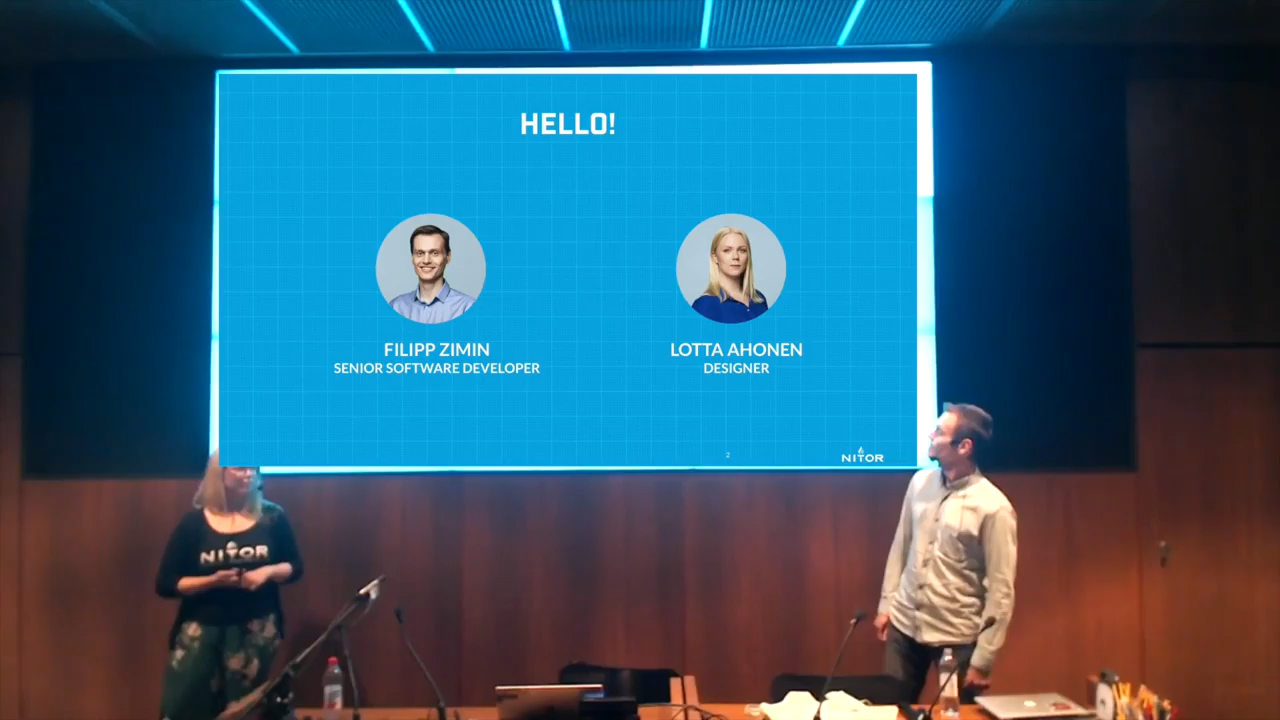 HELLO!
FILIPP ZIMIN
SENIOR SOFTWARE DEVELOPER
LOTTA AHONEN
DESIGNER
2
NITOR
NITOR